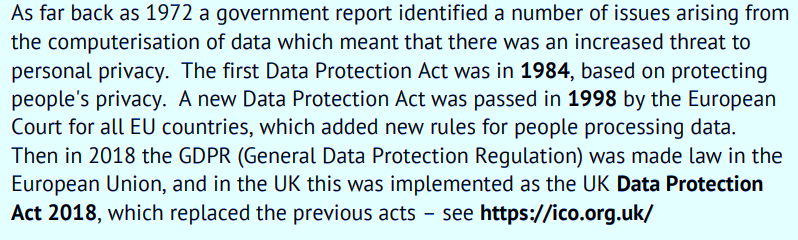 As far back as 1972 a government report identified a number of issues arising from
the computerisation of data which meant that there was an increased threat to
personal privacy.  The first Data Protection Act was in 1984, based on protecting
people's privacy.  A new Data Protection Act was passed in 1998 by the European
Court for all EU countries, which added new rules for people processing data.
Then in 2018 the GDPR (General Data Protection Regulation) was made law in the
European Union, and in the UK this was implemented as the UK Data Protection
Act 2018, which replaced the previous acts – see https://ico.org.uk/